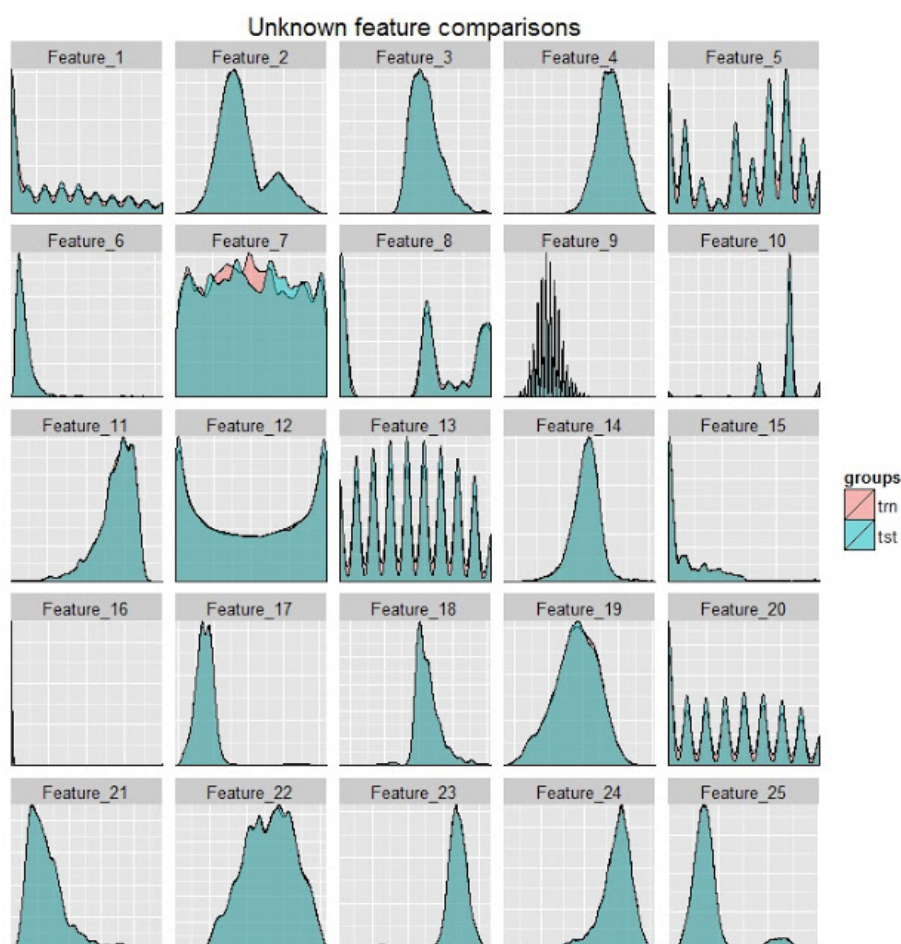 Unknown feature comparisons
Feature_1 Feature_2 Feature_3 Feature_4 Feature_5
Feature_6 Feature_7 Feature_8 Feature_9 Feature_10
Feature_11 Feature_12 Feature_13 Feature_14 Feature_15
groups
trn
tst
Feature_16 Feature_17 Feature_18 Feature_19 Feature_20
Feature_21 Feature_22 Feature_23 Feature_24 Feature_25